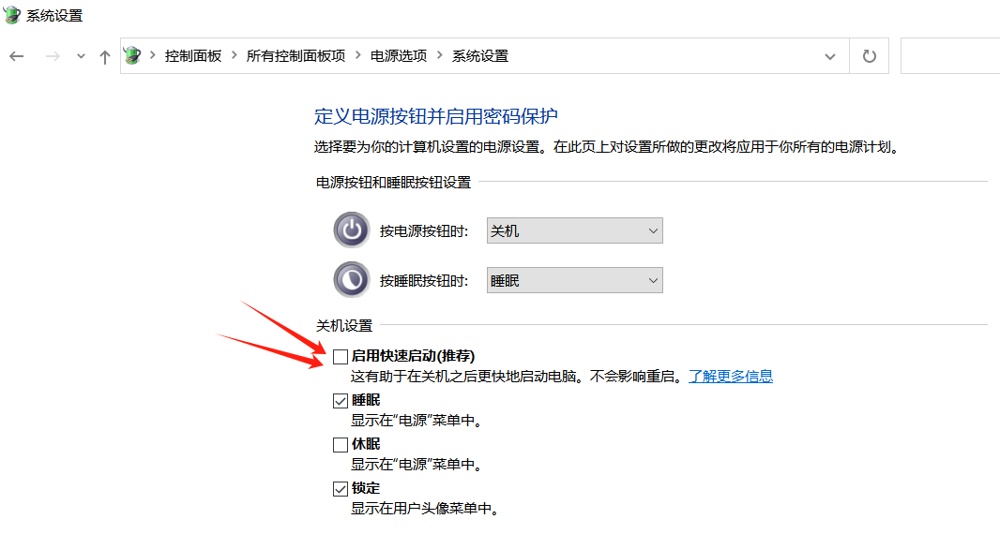 系统设置
控制面板 所有控制面板项 电源选项 系统设置
定义电源按钮并启用密码保护
选择要为你的计算机设置的电源设置。在此页上对设置所做的更改将应用于你所有的电源计划。
电源按钮和睡眠按钮设置
按电源按钮时: 关机
按睡眠按钮时: 睡眠
关机设置
启用快速启动(推荐)
这有助于在关机之后更快地启动电脑。不会影响重启。了解更多信息
睡眠
显示在“电源”菜单中。
休眠
显示在“电源”菜单中。
锁定
显示在用户头像菜单中。